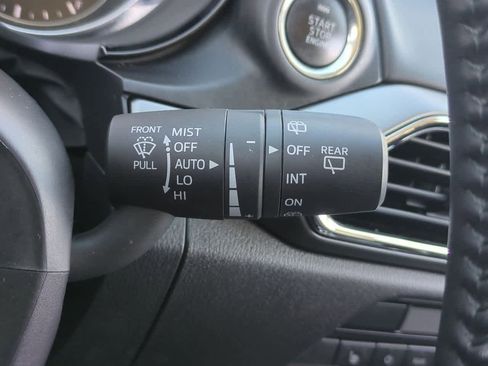 START
STOP
ENGINE
FRONT
PULL
MIST
OFF
AUTO
LO
HI
OFF
INT
ON
REAR